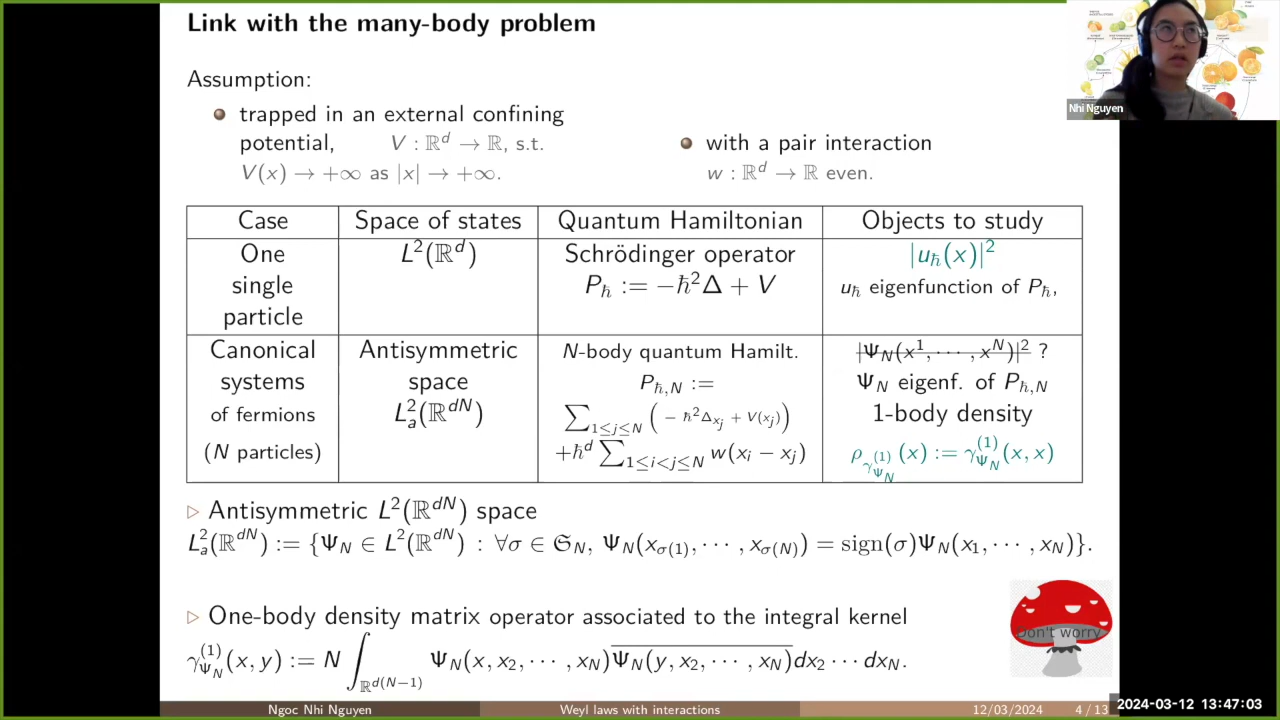 Link with the many-body problem
Nhi Nguyen
Assumption:
trapped in an external confining
potential, V : ℝᵈ → ℝ, s.t.
V(x) → +∞ as |x| → +∞.
with a pair interaction
w : ℝᵈ → ℝ even.
Case Space of states Quantum Hamiltonian Objects to study
One L²(ℝᵈ) Schrödinger operator |u_ħ(x)|²
single P_ħ := −ħ²Δ + V u_ħ eigenfunction of P_ħ,
particle
Canonical Antisymmetric N-body quantum Hamilt. |Ψ_N(x¹, ⋯ , x^N)|² ?
systems space P_{ħ,N} := Ψ_N eigenf. of P_{ħ,N}
of fermions L²_a(ℝ^{dN}) ∑_{1≤j≤N} ( − ħ²Δ_{x_j} + V(x_j)) 1-body density
(N particles) +ħᵈ ∑_{1≤i<j≤N} w(x_i − x_j) ρ_{γ^{(1)}_{Ψ_N}}(x) := γ^{(1)}_{Ψ_N}(x, x)
▷ Antisymmetric L²(ℝ^{dN}) space
L²_a(ℝ^{dN}) := {Ψ_N ∈ L²(ℝ^{dN}) : ∀σ ∈ 𝔖_N, Ψ_N(x_{σ(1)}, ⋯ , x_{σ(N)}) = sign(σ)Ψ_N(x_1, ⋯ , x_N)}.
▷ One-body density matrix operator associated to the integral kernel
Don't worry
γ^{(1)}_{Ψ_N}(x, y) := N ∫_{ℝ^{d(N−1)}} Ψ_N(x, x_2, ⋯ , x_N)\overline{Ψ_N(y, x_2, ⋯ , x_N)}dx_2 ⋯ dx_N.
Ngoc Nhi Nguyen Weyl laws with interactions 12/03/2024 4 / 13
2024-03-12 13:47:03